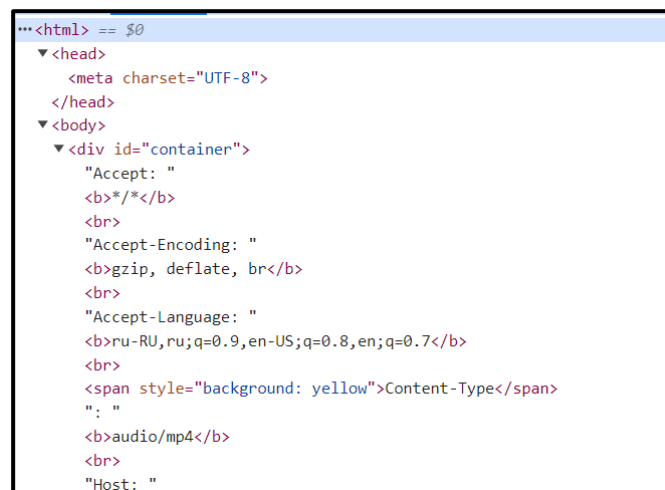 …<html> == $0
▼<head>
<meta charset="UTF-8">
</head>
▼<body>
▼<div id="container">
"Accept: "
<b>*/*</b>
<br>
"Accept-Encoding: "
<b>gzip, deflate, br</b>
<br>
"Accept-Language: "
<b>ru-RU,ru;q=0.9,en-US;q=0.8,en;q=0.7</b>
<br>
<span style="background: yellow">Content-Type</span>
": "
<b>audio/mp4</b>
<br>
"Host: "